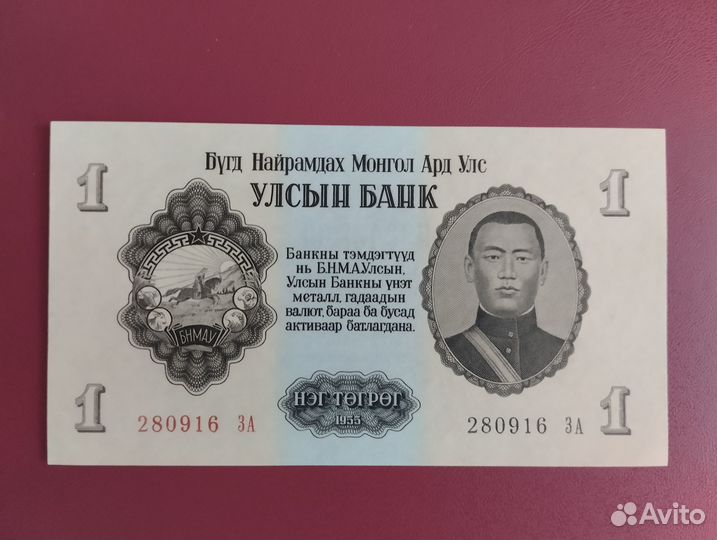 Бүгд Найрамдах Монгол Ард Улс
УЛСЫН БАНК
1
1
Банкны тэмдэгтүүд
нь Б.Н.М.А.Улсын,
Улсын Банкны үнэт
металл, гадаадын
валют, бараа ба бусад
активаар батлагдана.
БНМАУ
НЭГ ТӨГРӨГ
1955
1
280916 ЗА
280916 ЗА
1
Avito